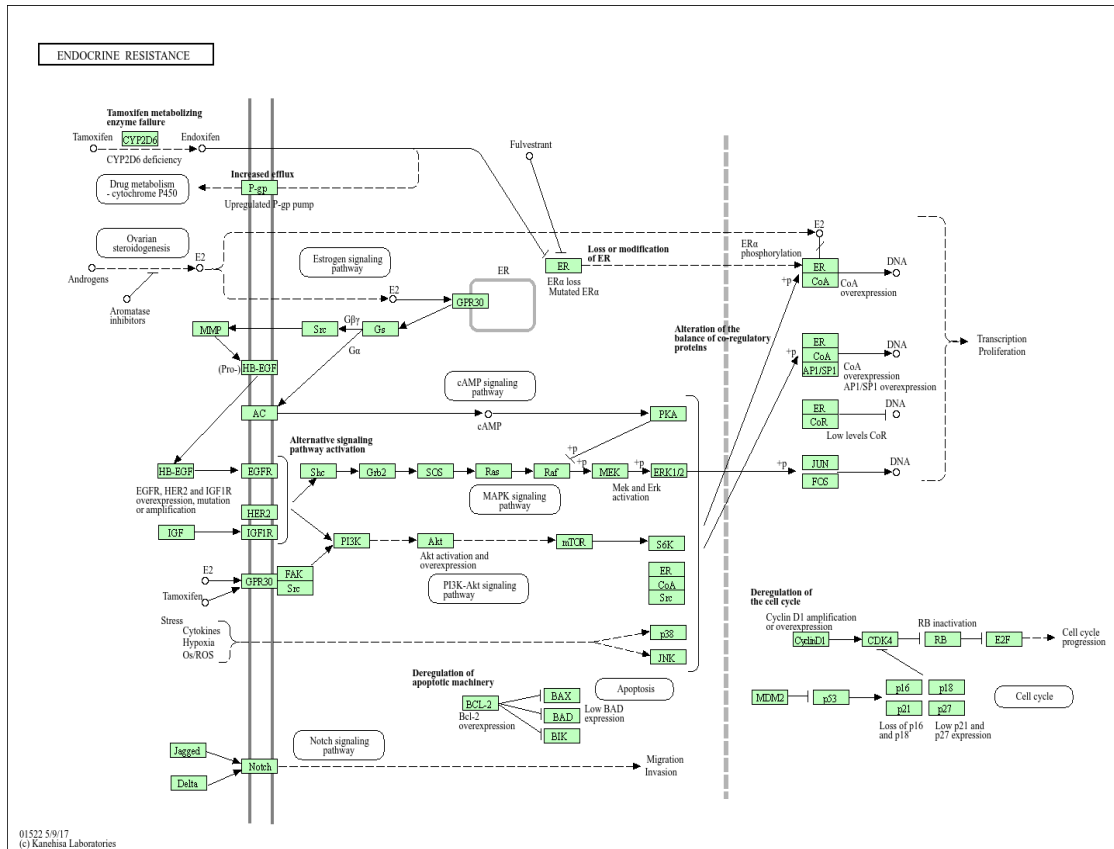 ENDOCRINE RESISTANCE
Tamoxifen metabolizing
enzyme failure
Tamoxifen
CYP2D6
Endoxifen
CYP2D6 deficiency
Fulvestrant
Drug metabolism
- cytochrome P450
Increased efflux
P-gp
Upregulated P-gp pump
Ovarian
steroidogenesis
E2
Androgens
Aromatase
inhibitors
Estrogen signaling
pathway
E2
GPR30
ER
ER
Loss or modification
of ER
ERα loss
Mutated ERα
E2
ERα
phosphorylation
ER
CoA
+p
DNA
CoA
overexpression
MMP
Src
Gβγ
Gs
Gα
(Pro-)
HB-EGF
Alteration of the
balance of co-regulatory
proteins
+p
ER
CoA
AP1/SP1
DNA
CoA
overexpression
AP1/SP1 overexpression
Transcription
Proliferation
cAMP signaling
pathway
AC
cAMP
PKA
ER
CoR
DNA
Low levels CoR
Alternative signaling
pathway activation
+p
HB-EGF
EGFR
Shc
Grb2
SOS
Ras
Raf
+p
MEK
+p
ERK1/2
+p
JUN
FOS
DNA
EGFR, HER2 and IGF1R
overexpression, mutation
or amplification
MAPK signaling
pathway
Mek and Erk
activation
HER2
IGF
IGF1R
PI3K
Akt
mTOR
S6K
Akt activation and
overexpression
E2
GPR30
FAK
Src
Tamoxifen
PI3K-Akt signaling
pathway
ER
CoA
Src
Stress
Cytokines
Hypoxia
Os/ROS
p38
JNK
Deregulation of
the cell cycle
Cyclin D1 amplification
or overexpression
RB inactivation
CyclinD1
CDK4
RB
E2F
Cell cycle
progression
Deregulation of
apoptotic machinery
BCL-2
Bcl-2
overexpression
BAX
BAD
BIK
Low BAD
expression
Apoptosis
MDM2
p53
p16
p18
p21
p27
Loss of p16
and p18
Low p21 and
p27 expression
Cell cycle
Jagged
Delta
Notch
Notch signaling
pathway
Migration
Invasion
01522 5/9/17
(c) Kanehisa Laboratories